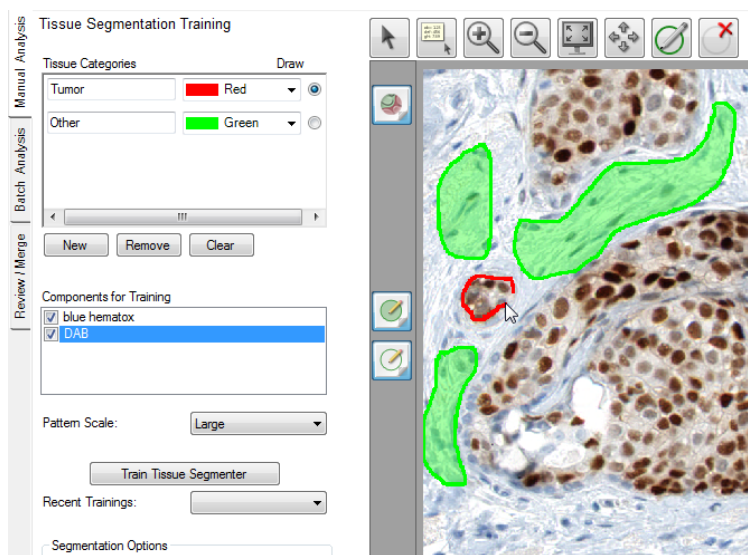 Tissue Segmentation Training
Tissue Categories Draw
Tumor Red
Other Green
New Remove Clear
Components for Training
blue hematox
DAB
Pattern Scale: Large
Train Tissue Segmenter
Recent Trainings:
Segmentation Options
Manual Analysis
Batch Analysis
Review / Merge